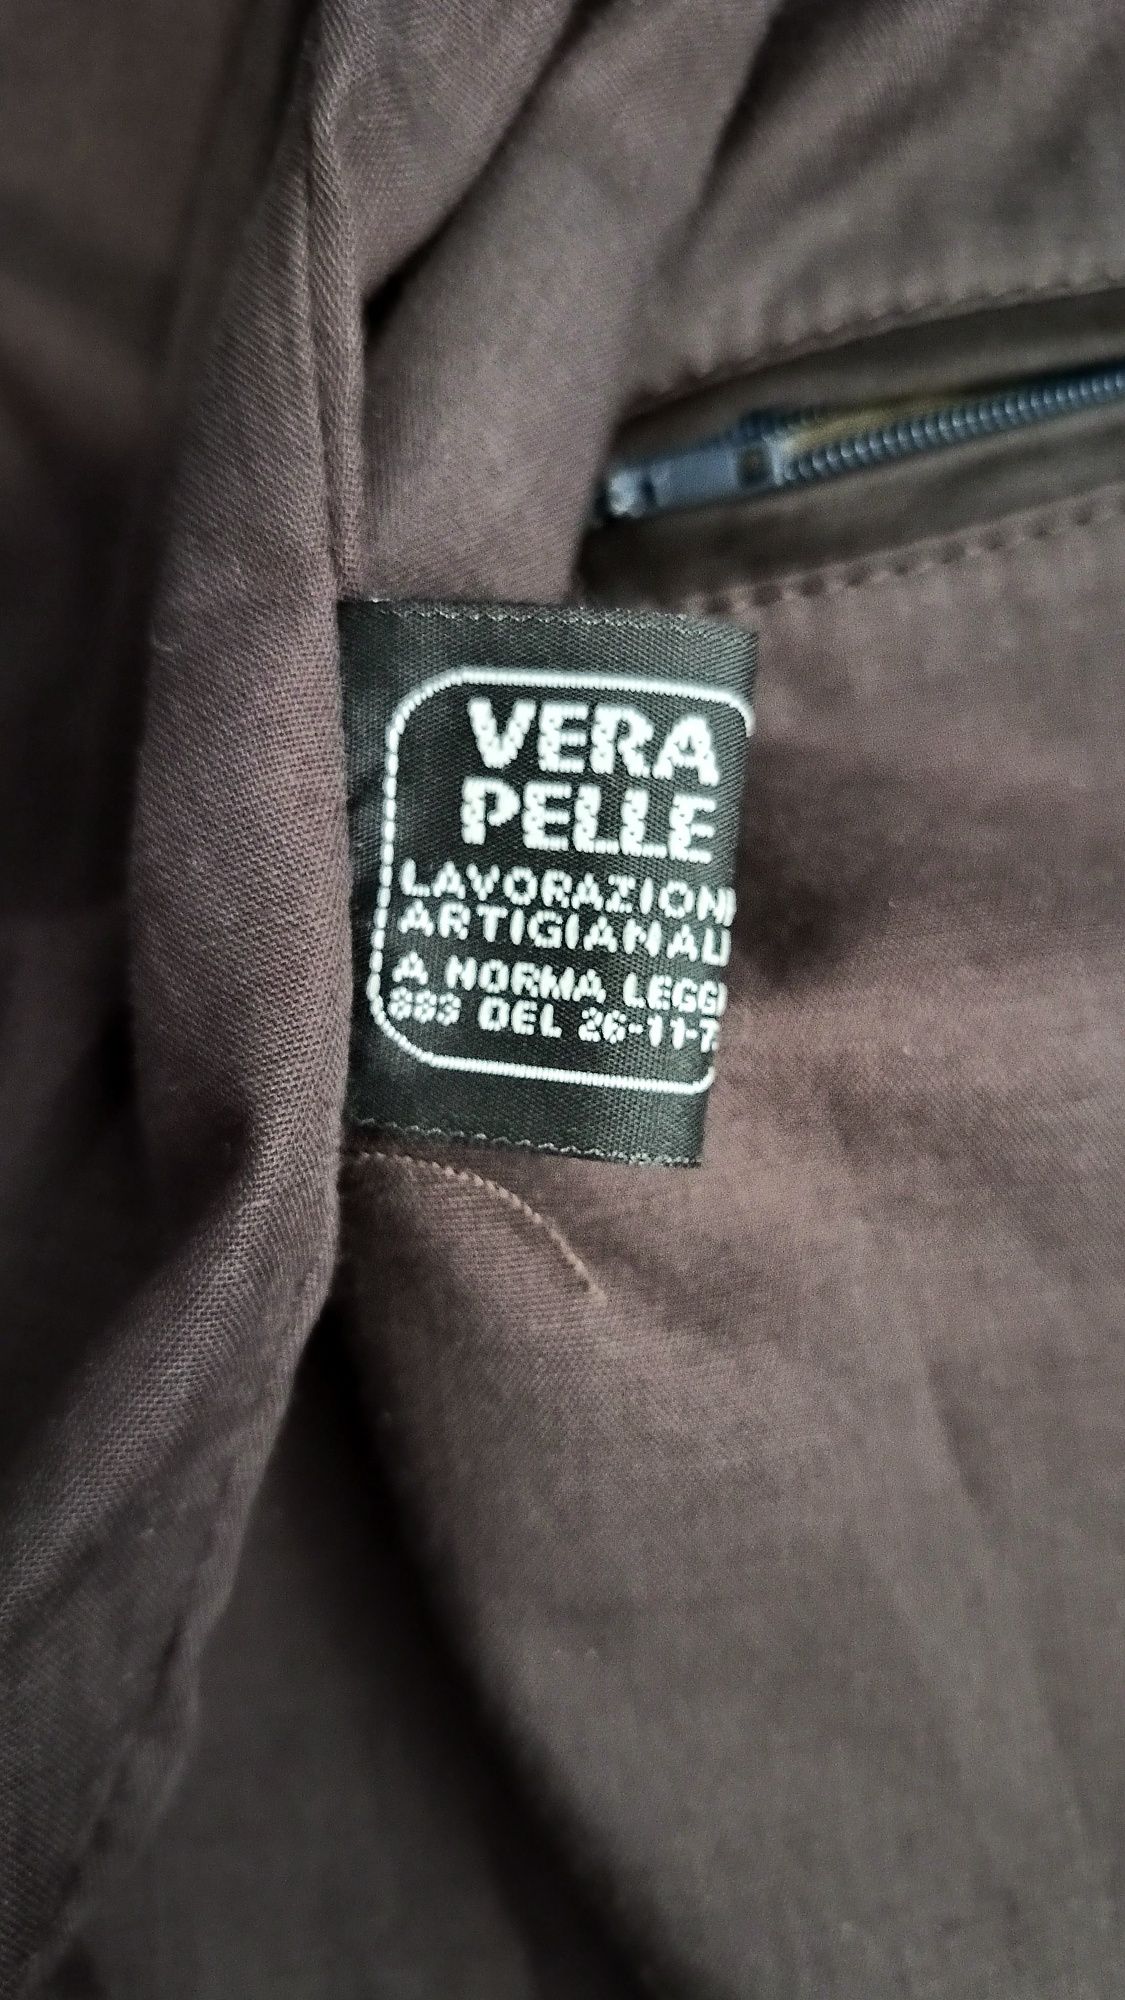 VERA
PELLE
LAVORAZION
ARTIGIANAL
A NORMA LEGG
883 DEL 26-11-7